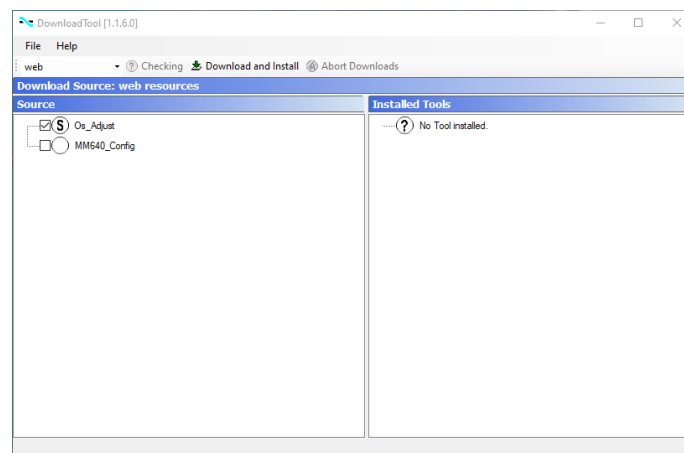 DownloadTool [1.1.6.0]
File Help
web Checking Download and Install Abort Downloads
Download Source: web resources
Source Installed Tools
S Os_Adjust ? No Tool installed.
MM640_Config